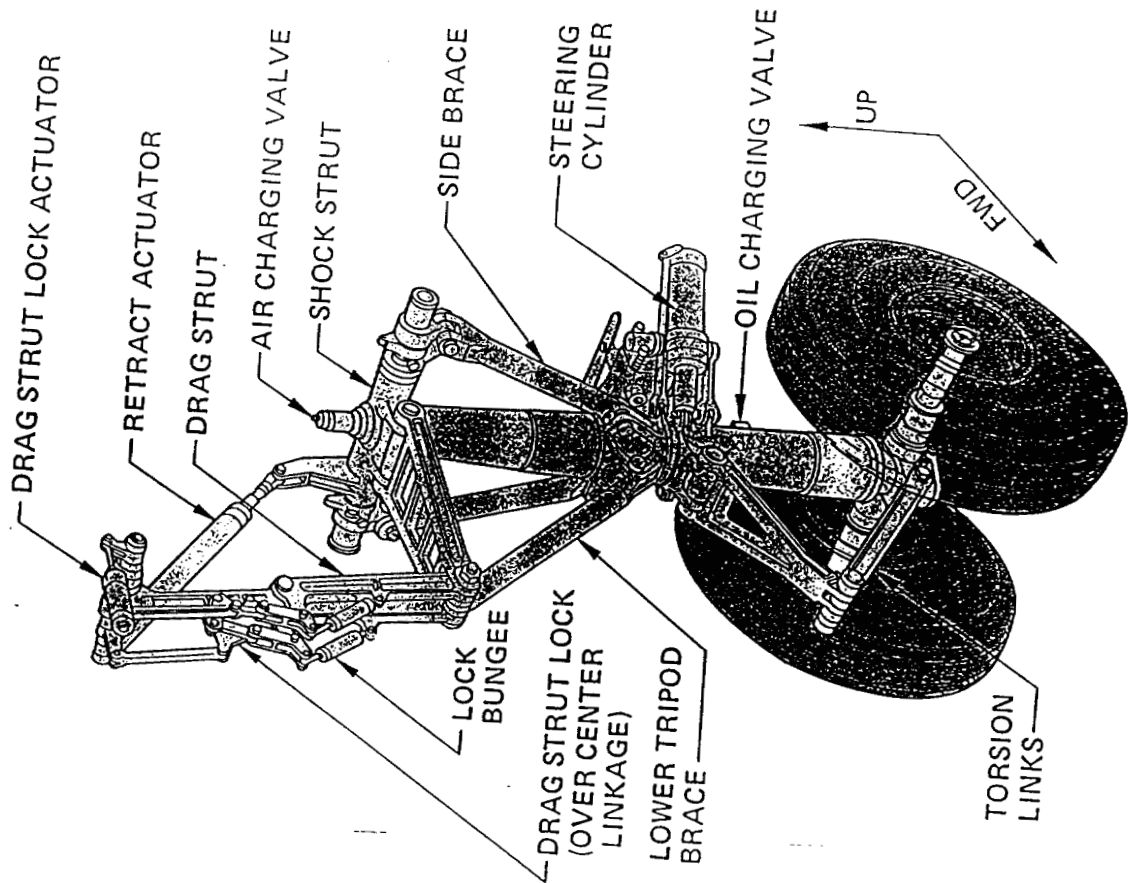 DRAG STRUT LOCK ACTUATOR
RETRACT ACTUATOR
DRAG STRUT
AIR CHARGING VALVE
SHOCK STRUT
SIDE BRACE
STEERING
CYLINDER
OIL CHARGING VALVE
UP
FWD
LOCK
BUNGEE
DRAG STRUT LOCK
(OVER CENTER
LINKAGE)
LOWER TRIPOD
BRACE
TORSION
LINKS